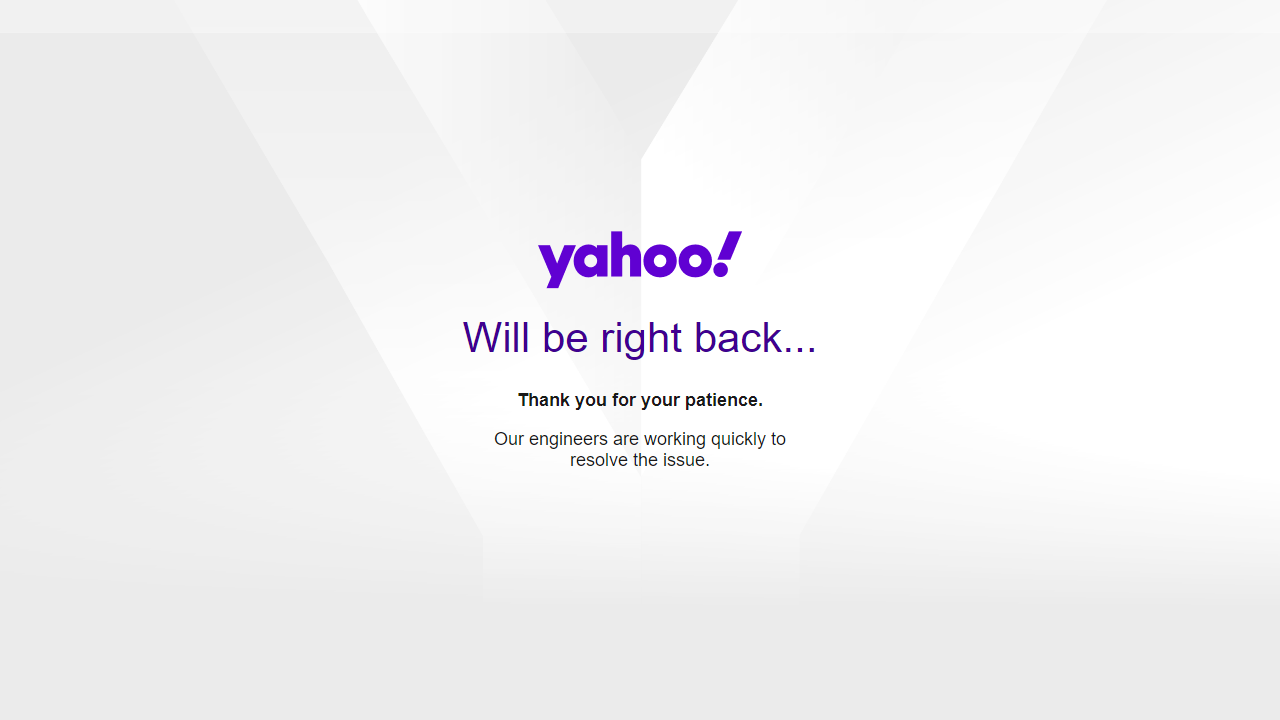 yahoo!
Will be right back...
Thank you for your patience.
Our engineers are working quickly to
resolve the issue.